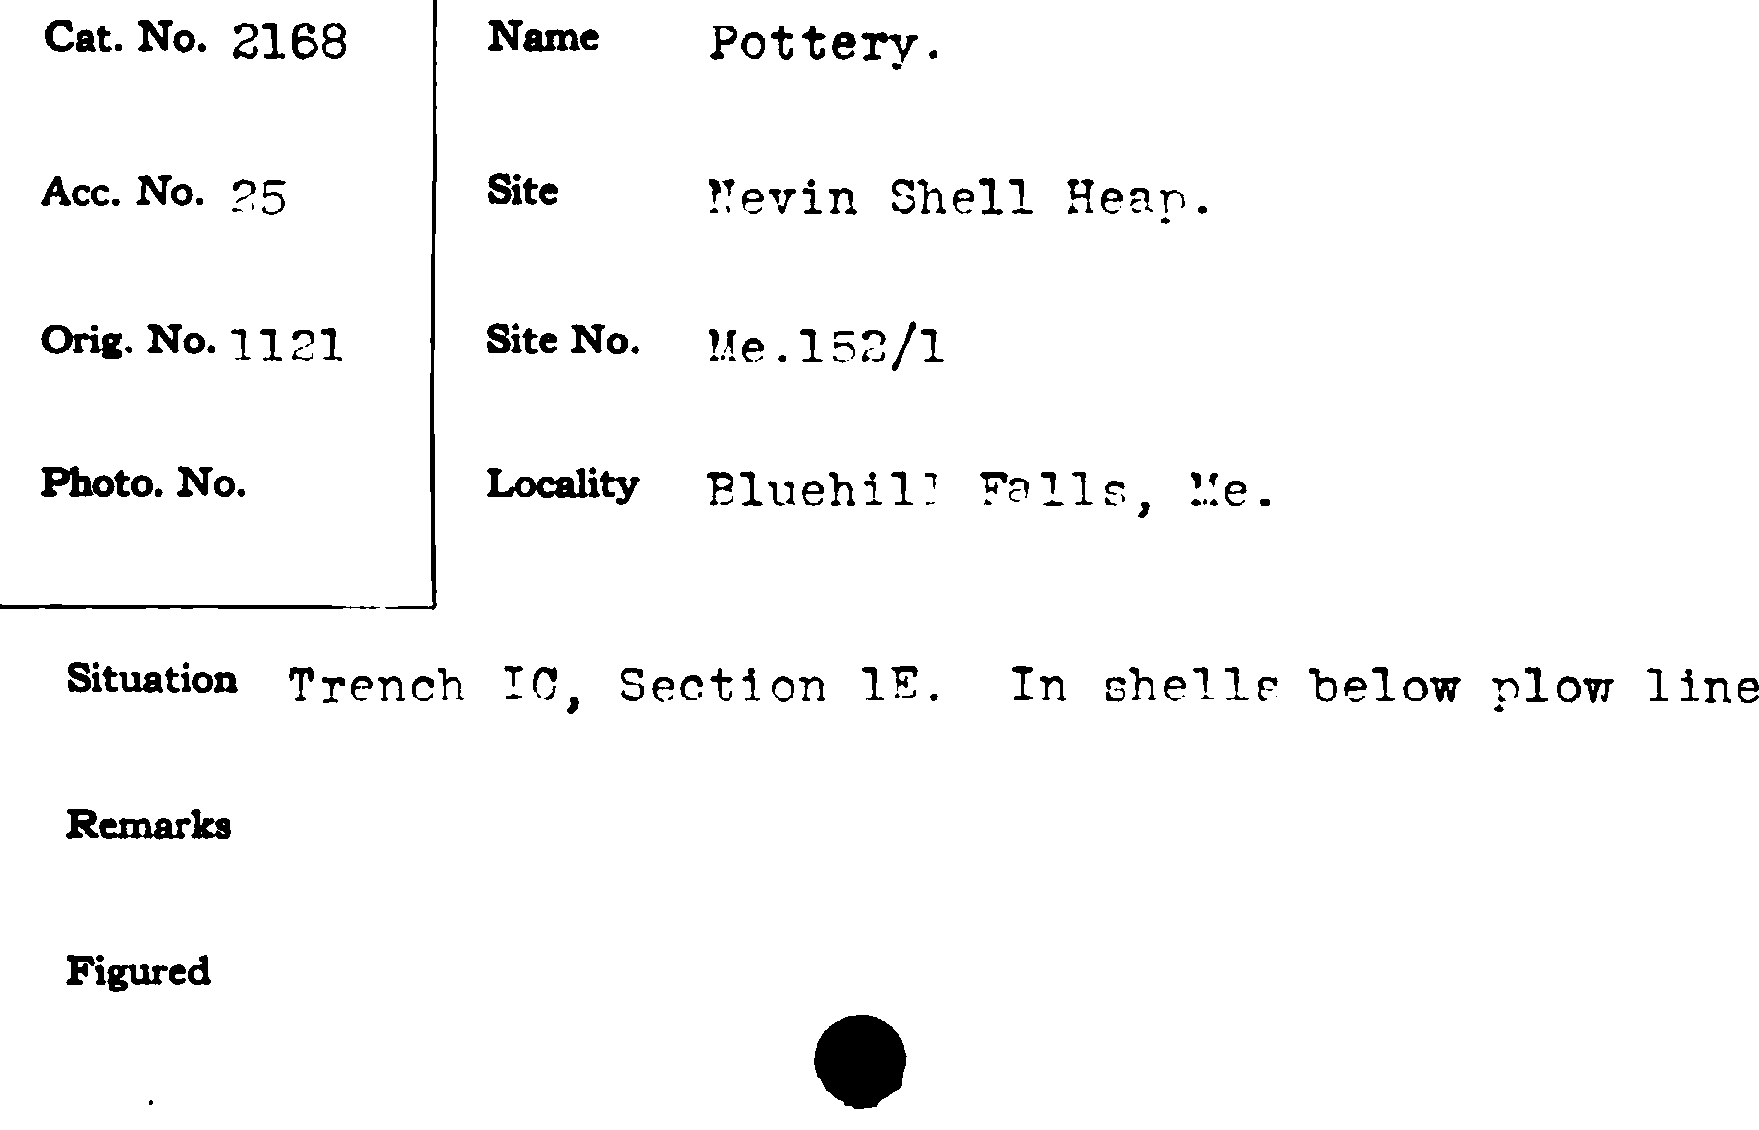 Cat. No. 2168
Name Pottery.
Acc. No. 25
Site Nevin Shell Heap.
Orig. No. 1121
Site No. Me.152/1
Photo. No.
Locality Bluehill Falls, Me.
Situation Trench IC, Section 1E. In shells below plow line
Remarks
Figured